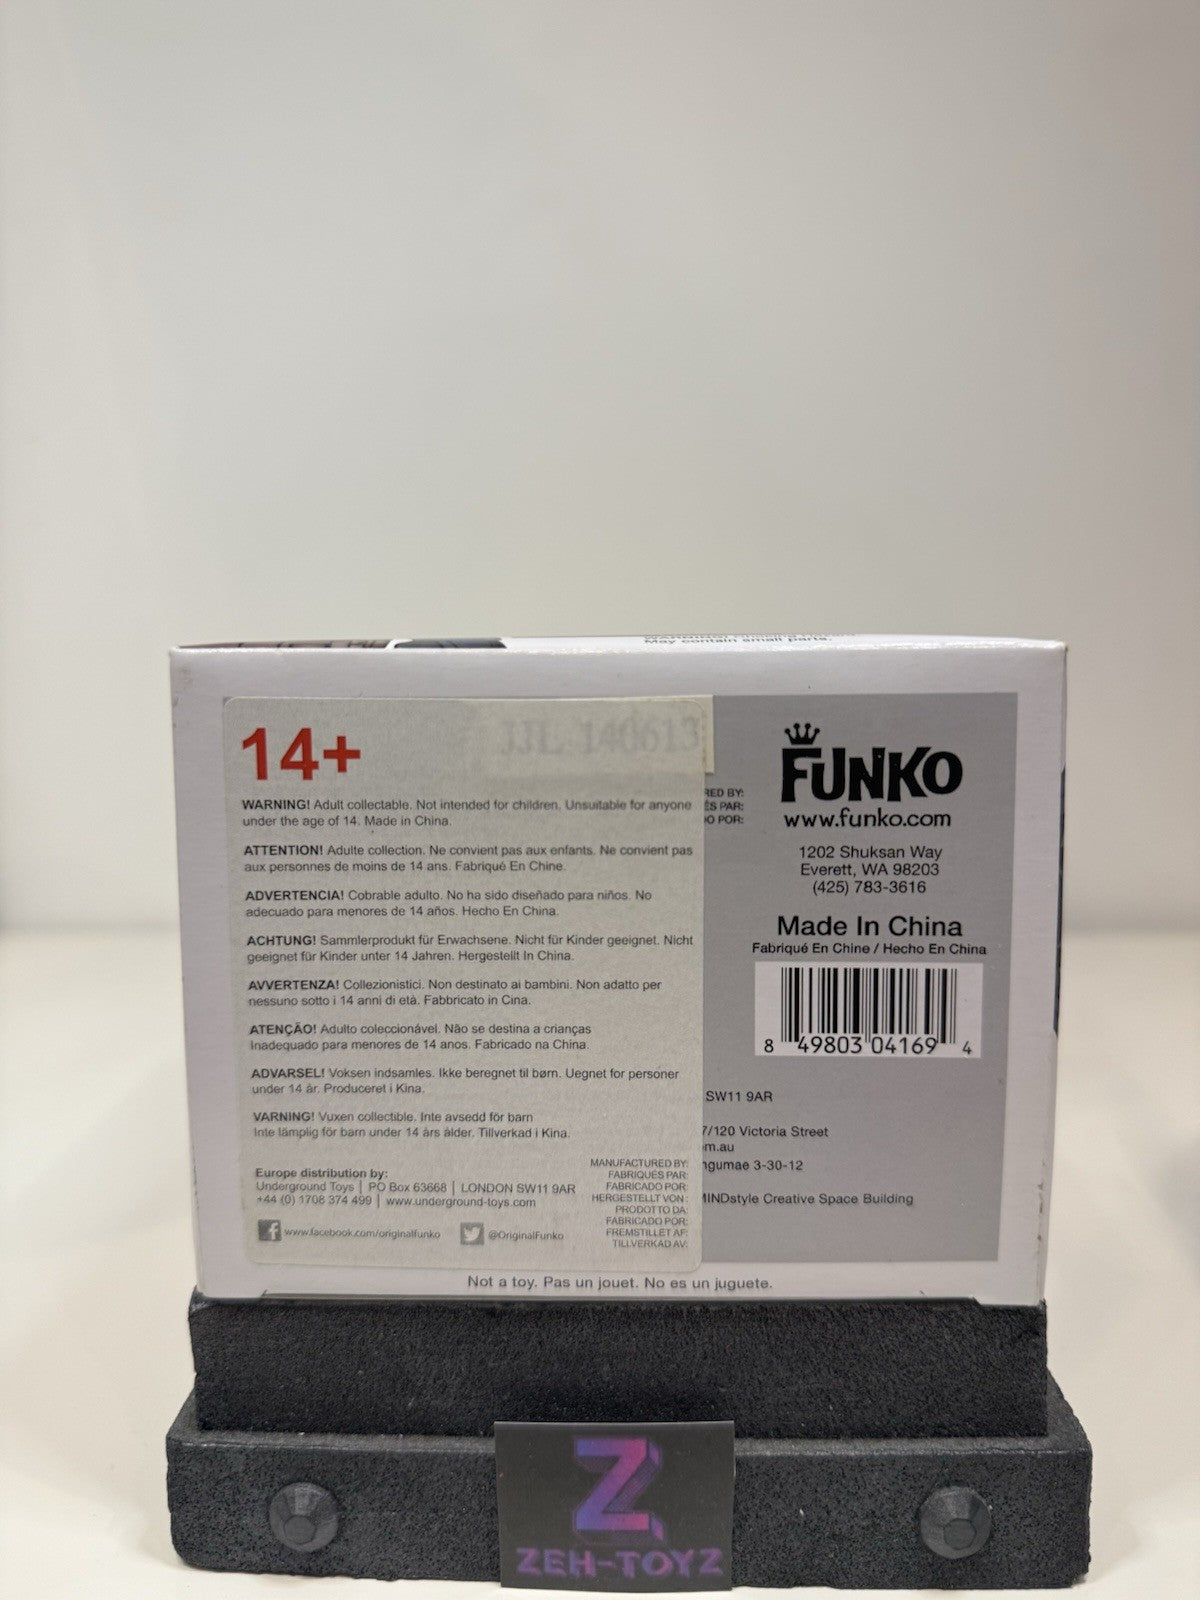 May contain small parts.
14+
JJL 140613
WARNING! Adult collectable. Not intended for children. Unsuitable for anyone
under the age of 14. Made in China.
ATTENTION! Adulte collection. Ne convient pas aux enfants. Ne convient pas
aux personnes de moins de 14 ans. Fabriqué En Chine.
ADVERTENCIA! Cobrable adulto. No ha sido diseñado para niños. No
adecuado para menores de 14 años. Hecho En China.
ACHTUNG! Sammlerprodukt für Erwachsene. Nicht für Kinder geeignet. Nicht
geeignet für Kinder unter 14 Jahren. Hergestellt In China.
AVVERTENZA! Collezionistici. Non destinato ai bambini. Non adatto per
nessuno sotto i 14 anni di età. Fabbricato in Cina.
ATENÇÃO! Adulto coleccionável. Não se destina a crianças
Inadequado para menores de 14 anos. Fabricado na China.
ADVARSEL! Voksen indsamles. Ikke beregnet til børn. Uegnet for personer
under 14 år. Produceret i Kina.
VARNING! Vuxen collectible. Inte avsedd för barn
Inte lämplig för barn under 14 års ålder. Tillverkad i Kina.
Europe distribution by:
Underground Toys | PO Box 63668 | LONDON SW11 9AR
+44 (0) 1708 374 499 | www.underground-toys.com
www.facebook.com/originalfunko
@OriginalFunko
MANUFACTURED BY:
FABRIQUÉS PAR:
FABRICADO POR:
HERGESTELLT VON :
PRODOTTO DA:
FABRICADO POR:
FREMSTILLET AF:
TILLVERKAD AV:
RED BY:
ÉS PAR:
O POR:
FUNKO
www.funko.com
1202 Shuksan Way
Everett, WA 98203
(425) 783-3616
Made In China
Fabriqué En Chine / Hecho En China
8 49803 04169 4
SW11 9AR
7/120 Victoria Street
om.au
ngumae 3-30-12
MINDstyle Creative Space Building
Not a toy. Pas un jouet. No es un juguete.
Z
ZEH-TOYZ